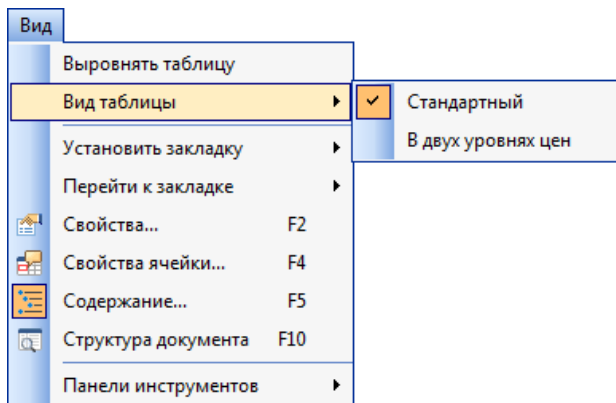 Вид
Выровнять таблицу
Вид таблицы
Стандартный
В двух уровнях цен
Установить закладку
Перейти к закладке
Свойства... F2
Свойства ячейки... F4
Содержание... F5
Структура документа F10
Панели инструментов